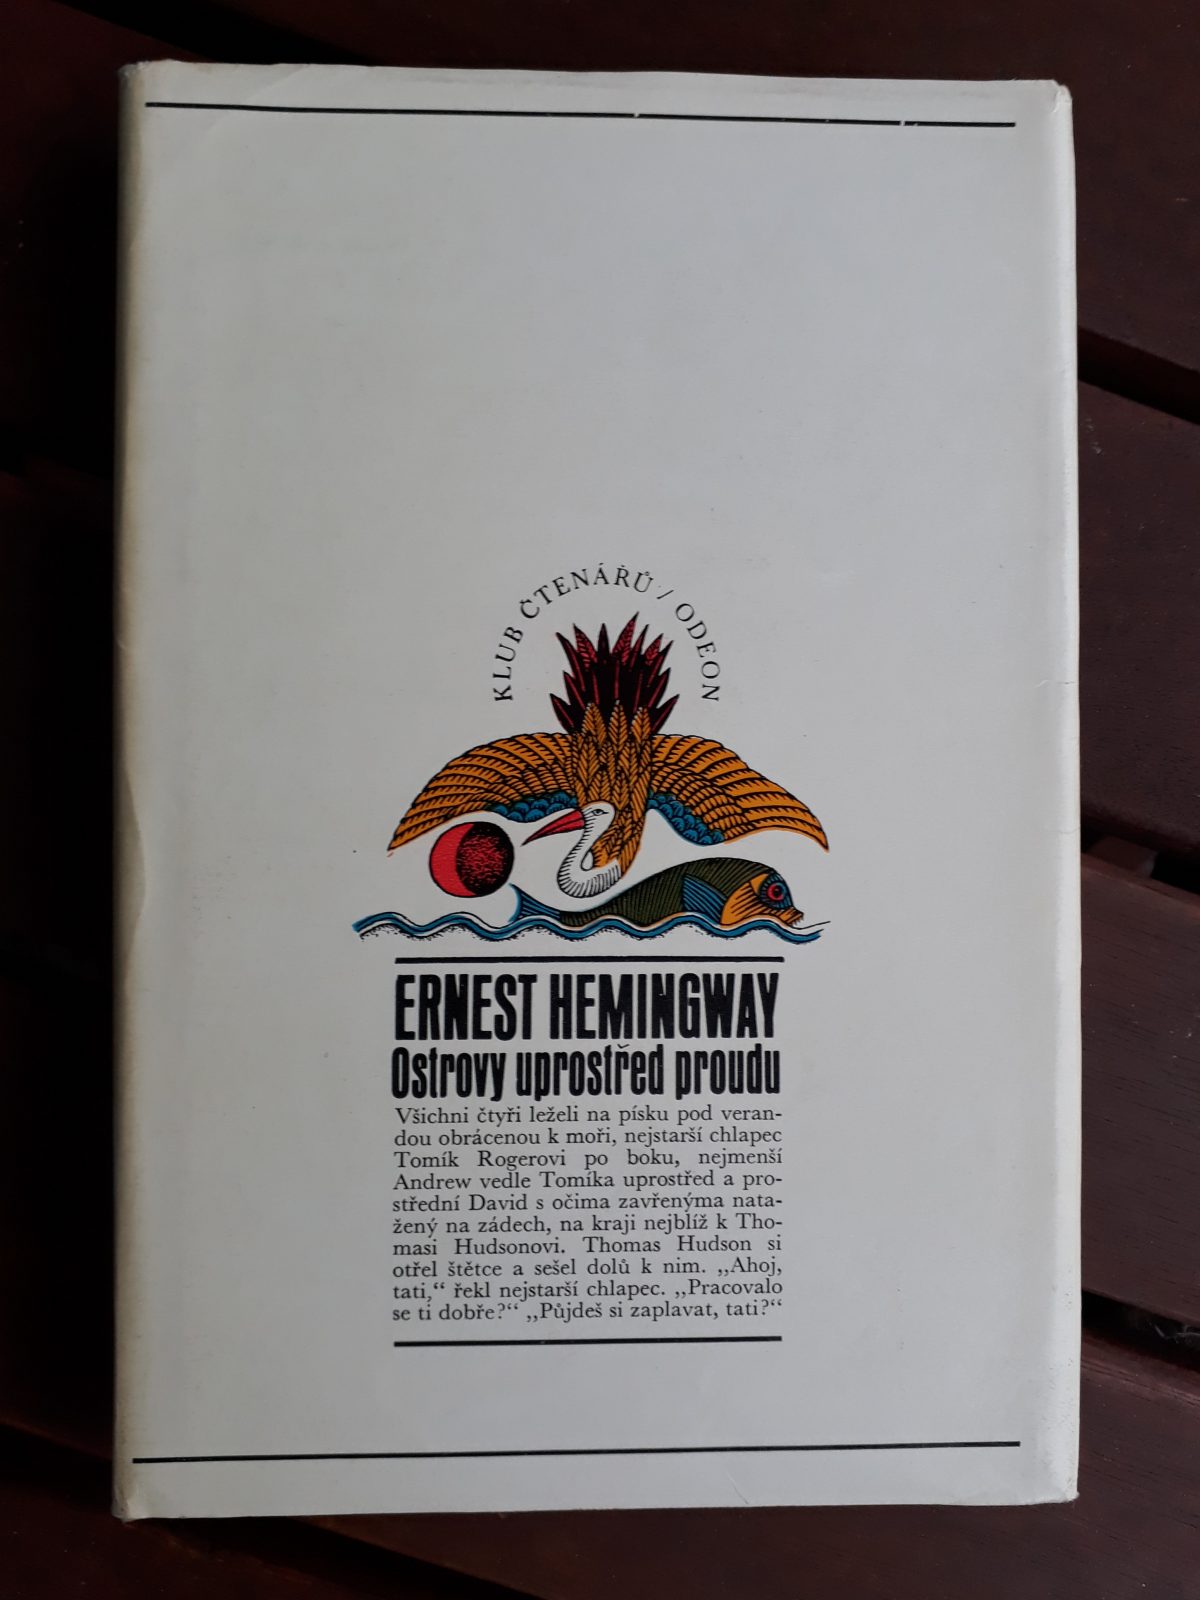 KLUB ČTENÁŘŮ / ODEON
ERNEST HEMINGWAY
Ostrovy uprostřed proudu
Všichni čtyři leželi na písku pod veran-
dou obrácenou k moři, nejstarší chlapec
Tomík Rogerovi po boku, nejmenší
Andrew vedle Tomíka uprostřed a pro-
střední David s očima zavřenýma nata-
žený na zádech, na kraji nejblíž k Tho-
masi Hudsonovi. Thomas Hudson si
otřel štětce a sešel dolů k nim. „Ahoj,
tati,“ řekl nejstarší chlapec. „Pracovalo
se ti dobře?“ „Půjdeš si zaplavat, tati?“